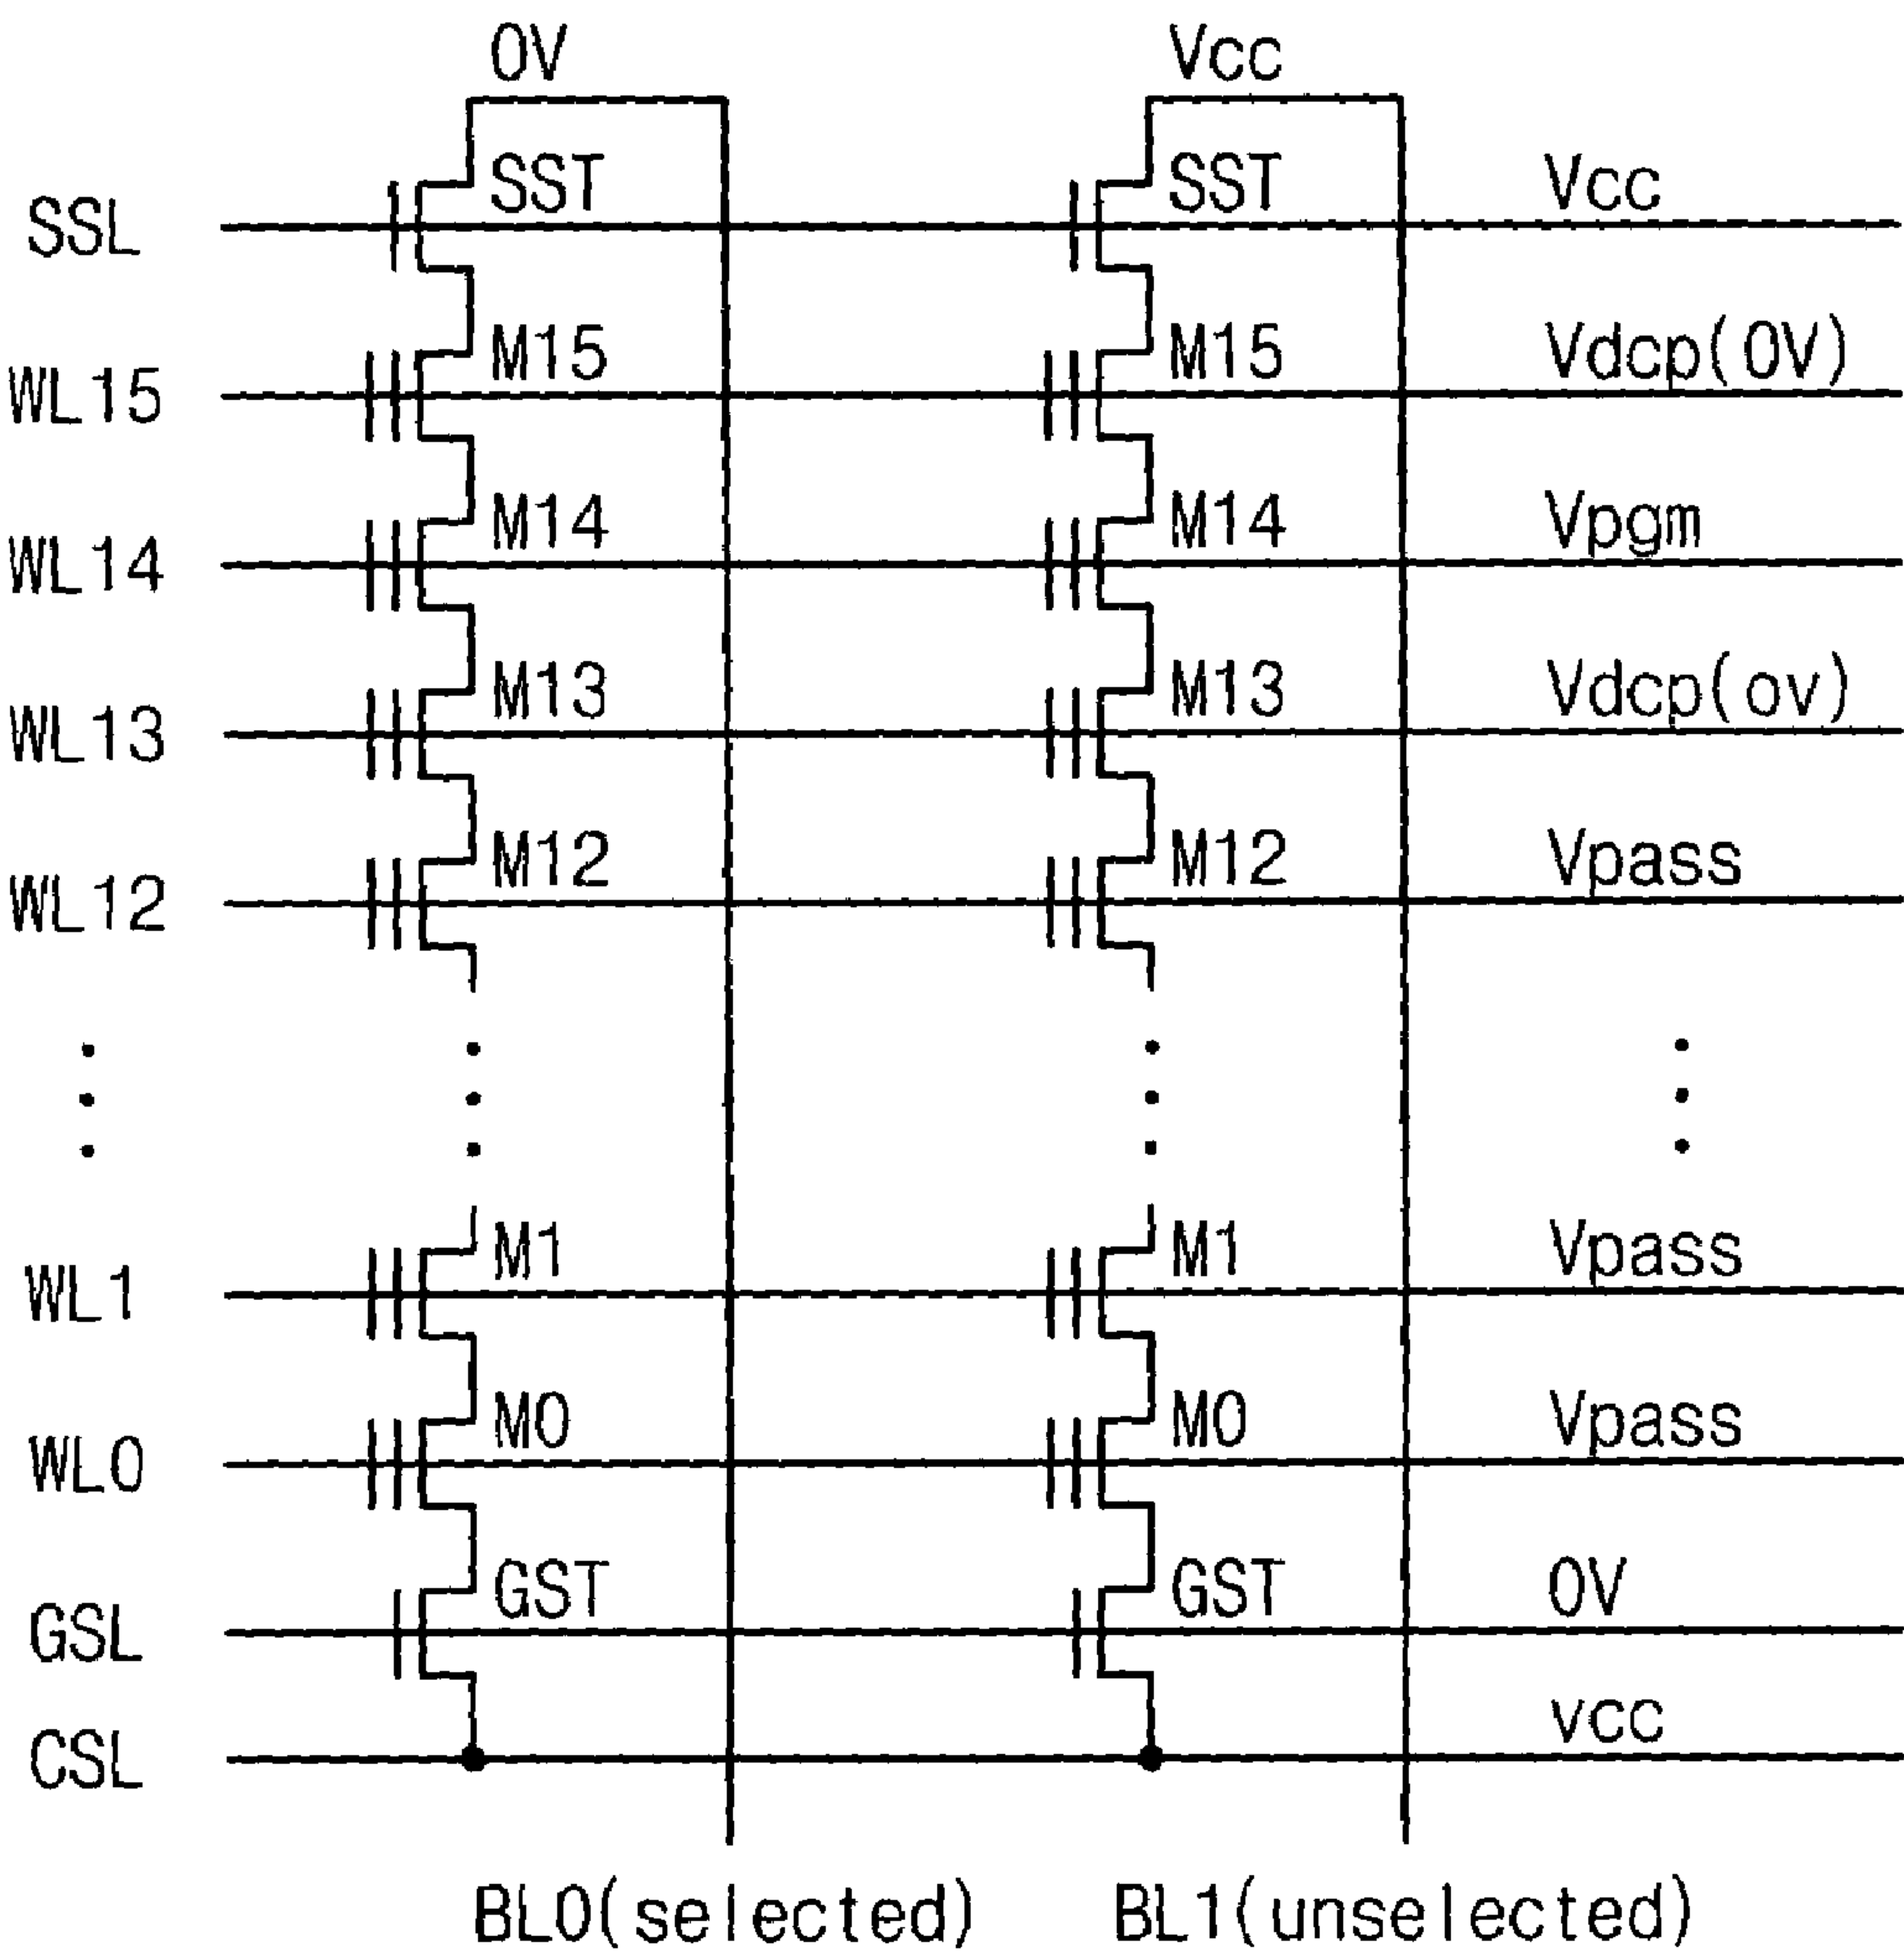 0V Vcc
SSL SST SST Vcc
WL15 M15 M15 Vdcp(0V)
WL14 M14 M14 Vpgm
WL13 M13 M13 Vdcp(ov)
WL12 M12 M12 Vpass
WL1 M1 M1 Vpass
WL0 M0 M0 Vpass
GSL GST GST 0V
CSL vcc
BL0(selected) BL1(unselected)